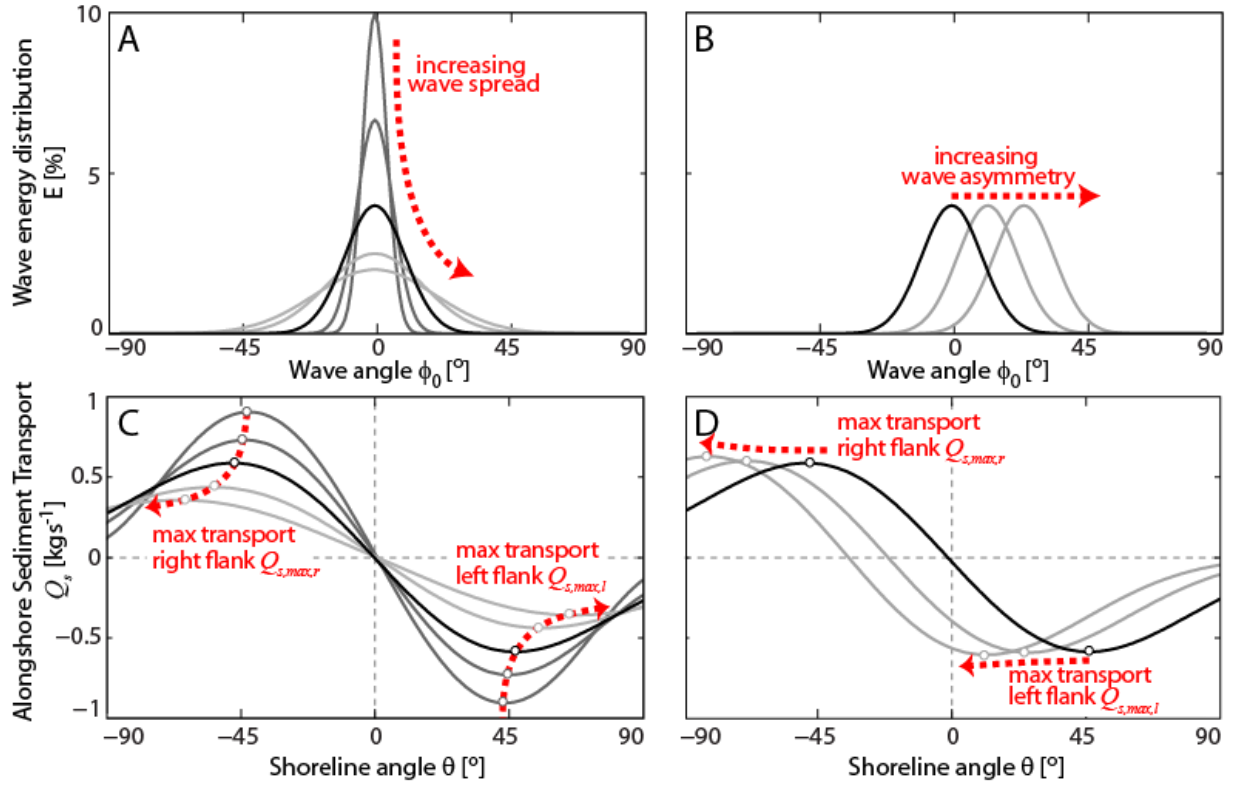 A
B
Wave energy distribution
E [%]
10
5
0
increasing
wave spread
increasing
wave asymmetry
−90
−45
0
45
90
−90
−45
0
45
90
Wave angle ϕ₀ [º]
Wave angle ϕ₀ [º]
C
D
Alongshore Sediment Transport
Qₛ [kgs⁻¹]
1
0.5
0
−0.5
−1
max transport
right flank Qs,max,r
max transport
left flank Qs,max,l
max transport
right flank Qs,max,r
max transport
left flank Qs,max,l
−90
−45
0
45
90
−90
−45
0
45
90
Shoreline angle θ [º]
Shoreline angle θ [º]